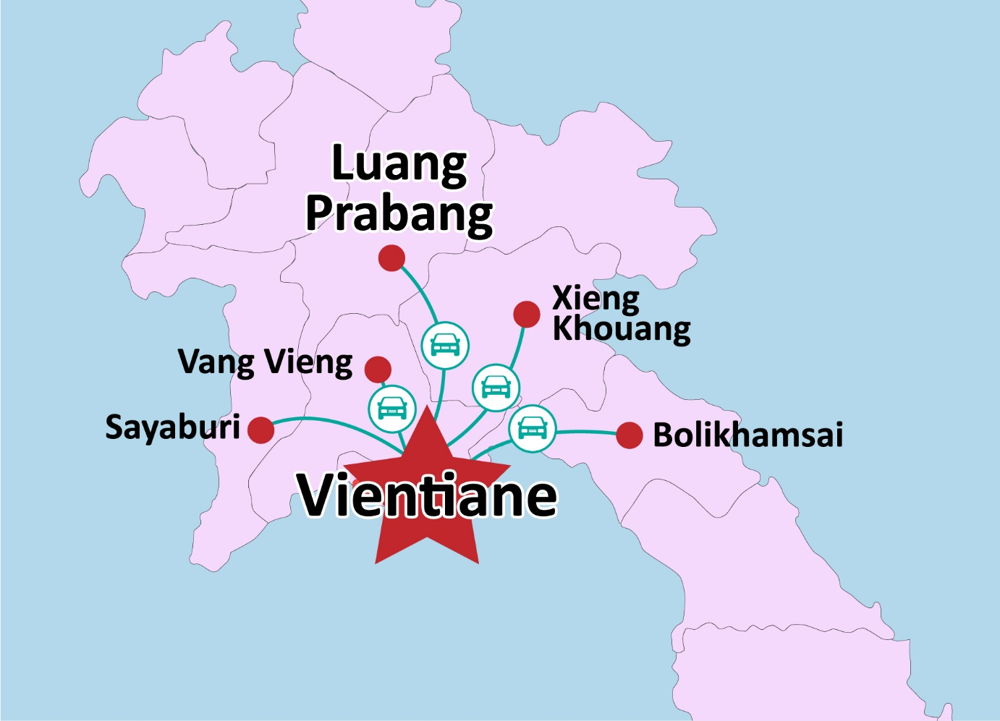 Luang
Prabang
Xieng
Khouang
Vang Vieng
Sayaburi
Bolikhamsai
Vientiane